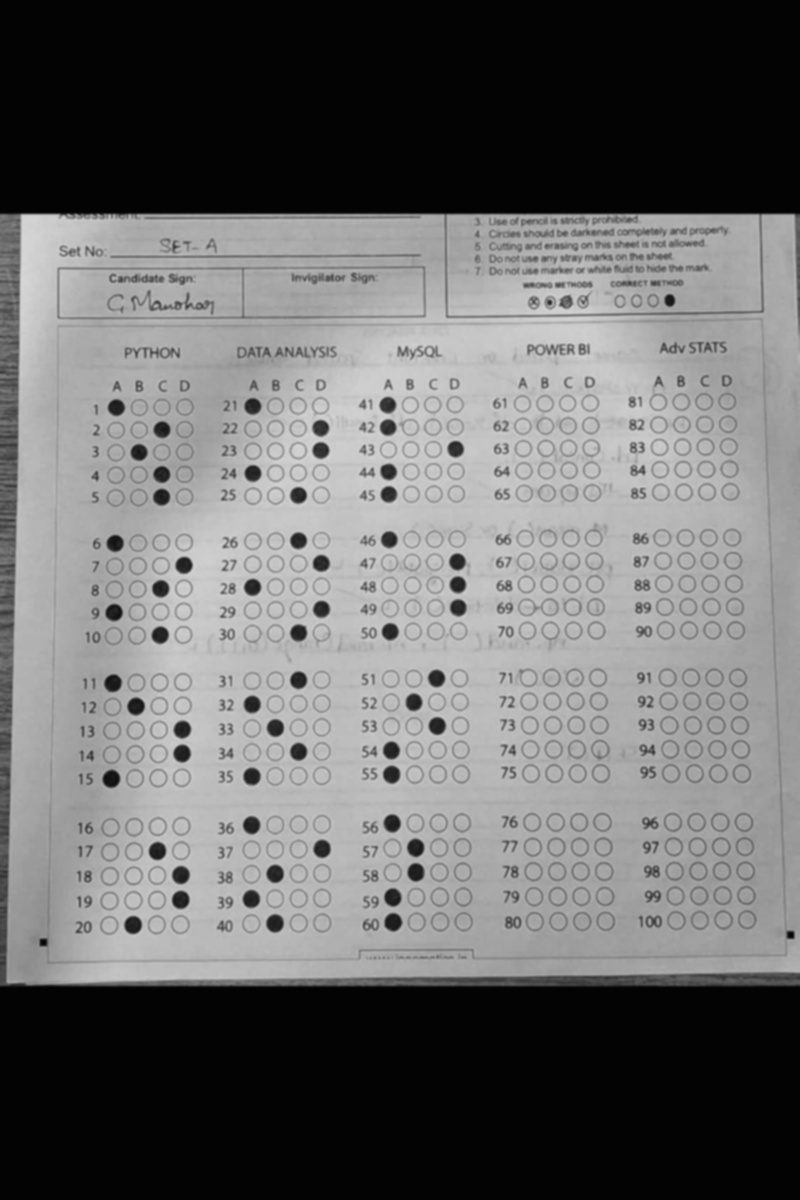 Assessment:
3. Use of pencil is strictly prohibited.
4. Circles should be darkened completely and properly.
Set No: SET-A
5. Cutting and erasing on this sheet is not allowed.
6. Do not use any stray marks on the sheet.
7. Do not use marker or white fluid to hide the mark.
Candidate Sign: Invigilator Sign:
WRONG METHODS CORRECT METHOD
G Manohar
PYTHON DATA ANALYSIS MySQL POWER BI Adv STATS
A B C D A B C D A B C D A B C D A B C D
1 21 41 61 81
2 22 42 62 82
3 23 43 63 83
4 24 44 64 84
5 25 45 65 85
6 26 46 66 86
7 27 47 67 87
8 28 48 68 88
9 29 49 69 89
10 30 50 70 90
11 31 51 71 91
12 32 52 72 92
13 33 53 73 93
14 34 54 74 94
15 35 55 75 95
16 36 56 76 96
17 37 57 77 97
18 38 58 78 98
19 39 59 79 99
20 40 60 80 100